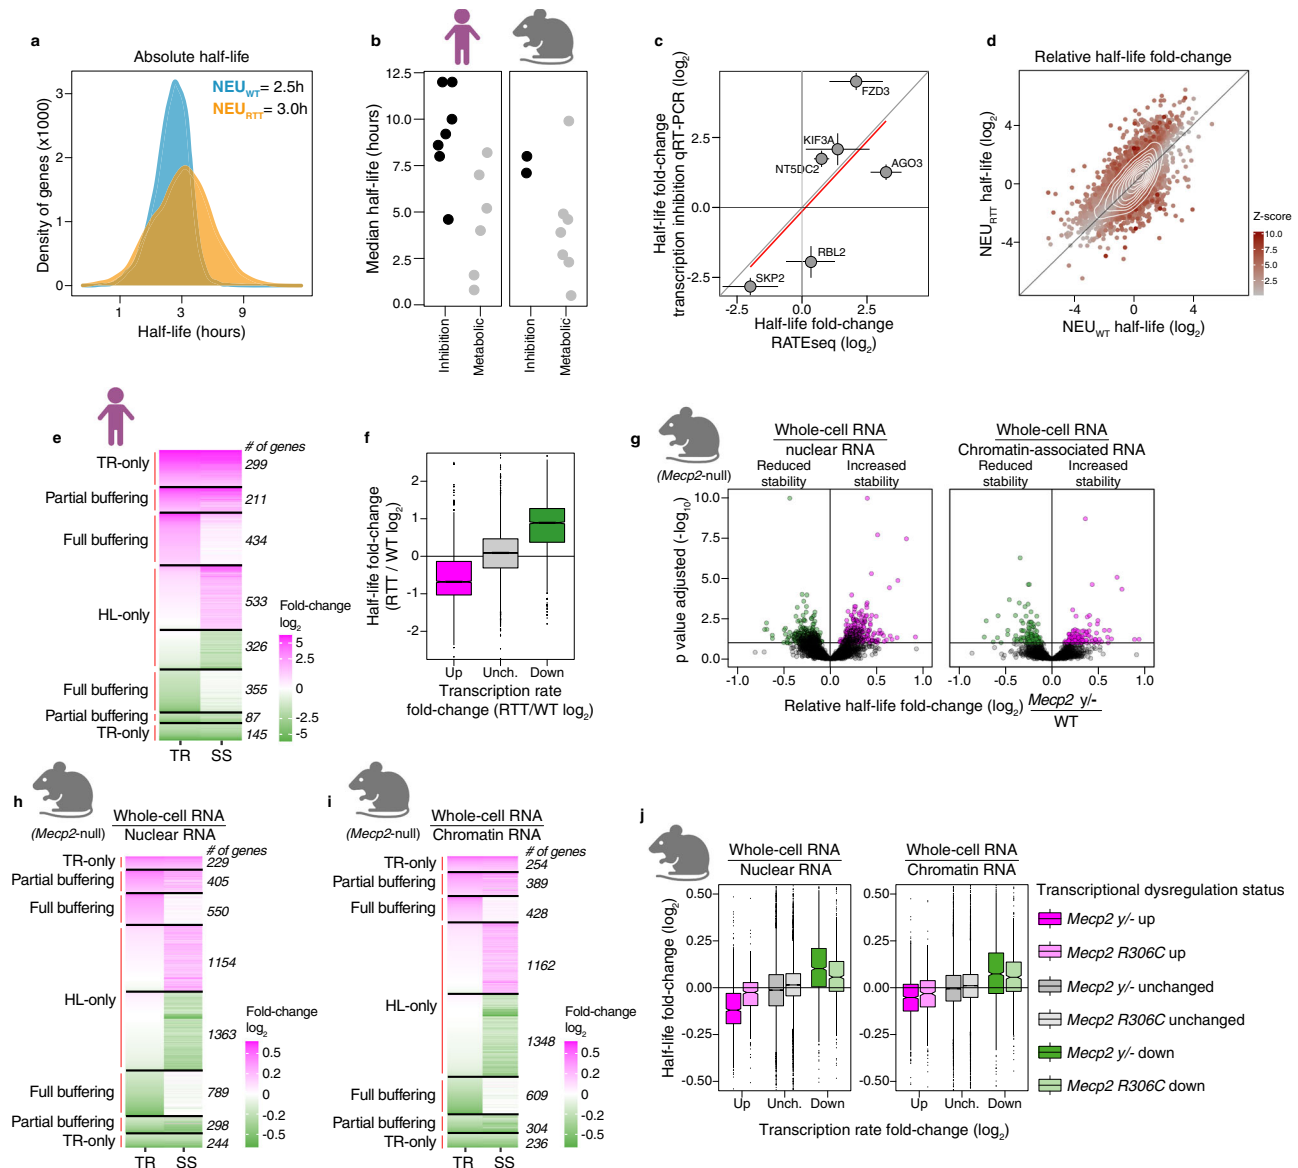 a
Absolute half-life
NEU_WT = 2.5h
NEU_RTT = 3.0h
Density of genes (x1000)
3
2
1
0
1 3 9
Half-life (hours)
b
Median half-life (hours)
12.5
10.0
7.5
5.0
2.5
0.0
Inhibition
Metabolic
Inhibition
Metabolic
c
Half-life fold-change
transcription inhibition qRT-PCR (log2)
2.5
0.0
-2.5
FZD3
KIF3A
NT5DC2
AGO3
RBL2
SKP2
-2.5 0.0 2.5
Half-life fold-change
RATEseq (log2)
d
Relative half-life fold-change
NEU_RTT half-life (log2)
4
0
-4
-4 0 4
NEU_WT half-life (log2)
Z-score
10.0
7.5
5.0
2.5
e
# of genes
TR-only 299
Partial buffering 211
Full buffering 434
HL-only 533
326
Full buffering 355
Partial buffering 87
TR-only 145
TR SS
Fold-change
log2
5
2.5
0
-2.5
-5
f
Half-life fold-change
(RTT / WT log2)
2
1
0
-1
-2
Up Unch. Down
Transcription rate
fold-change (RTT/WT log2)
g
(Mecp2-null)
Whole-cell RNA
nuclear RNA
Reduced stability
Increased stability
Whole-cell RNA
Chromatin-associated RNA
Reduced stability
Increased stability
p value adjusted (-log10)
10.0
7.5
5.0
2.5
0.0
-1.0 -0.5 0.0 0.5 1.0
-1.0 -0.5 0.0 0.5 1.0
Relative half-life fold-change (log2) Mecp2 y/-
WT
h
(Mecp2-null)
Whole-cell RNA
Nuclear RNA
# of genes
TR-only 229
Partial buffering 405
Full buffering 550
1154
HL-only
1363
Full buffering 789
Partial buffering 298
TR-only 244
TR SS
Fold-change
log2
0.5
0.2
0
-0.2
-0.5
i
(Mecp2-null)
Whole-cell RNA
Chromatin RNA
# of genes
TR-only 254
Partial buffering 389
Full buffering 428
1162
HL-only
1348
Full buffering 609
Partial buffering 304
TR-only 236
TR SS
Fold-change
log2
0.5
0.2
0
-0.2
-0.5
j
Whole-cell RNA
Nuclear RNA
Whole-cell RNA
Chromatin RNA
Half-life fold-change (log2)
0.50
0.25
0.00
-0.25
-0.50
Up Unch. Down
0.50
0.25
0.00
-0.25
-0.50
Up Unch. Down
Transcription rate fold-change (log2)
Transcriptional dysregulation status
Mecp2 y/- up
Mecp2 R306C up
Mecp2 y/- unchanged
Mecp2 R306C unchanged
Mecp2 y/- down
Mecp2 R306C down